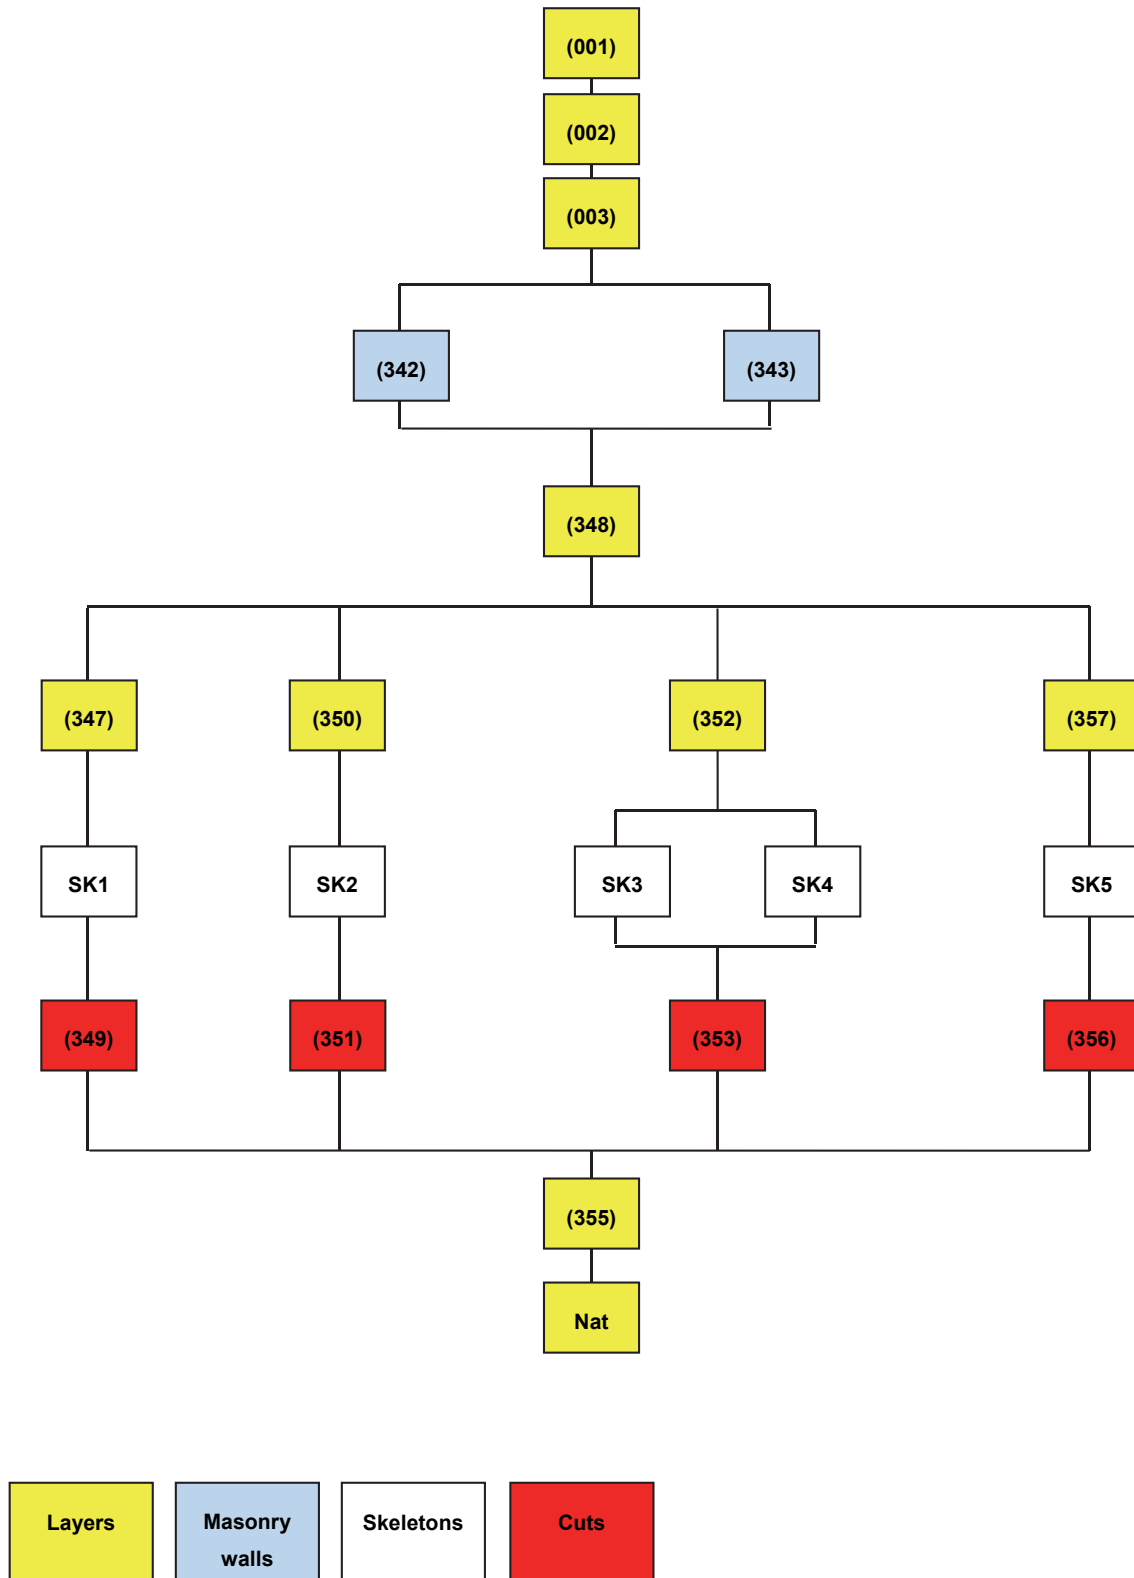 (001)
(002)
(003)
(342)
(343)
(348)
(347)
(350)
(352)
(357)
SK1
SK2
SK3
SK4
SK5
(349)
(351)
(353)
(356)
(355)
Nat
Layers
Masonry
walls
Skeletons
Cuts